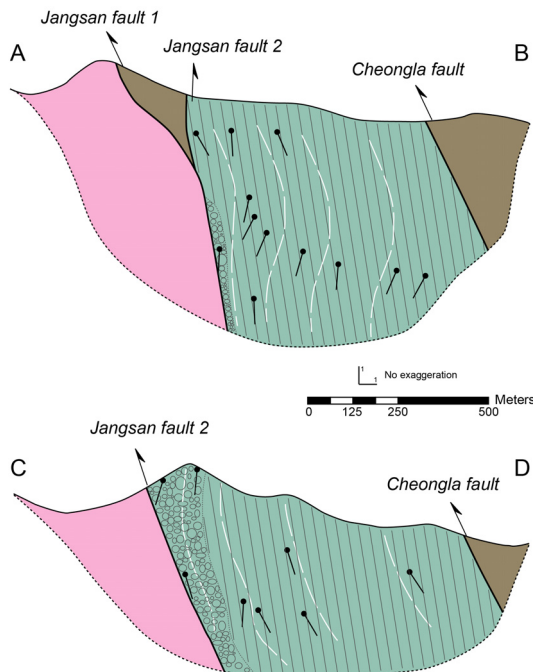 Jangsan fault 1
A
Jangsan fault 2
B
Cheongla fault
1
1
No exaggeration
Meters
0 125 250 500
Jangsan fault 2
C
D
Cheongla fault